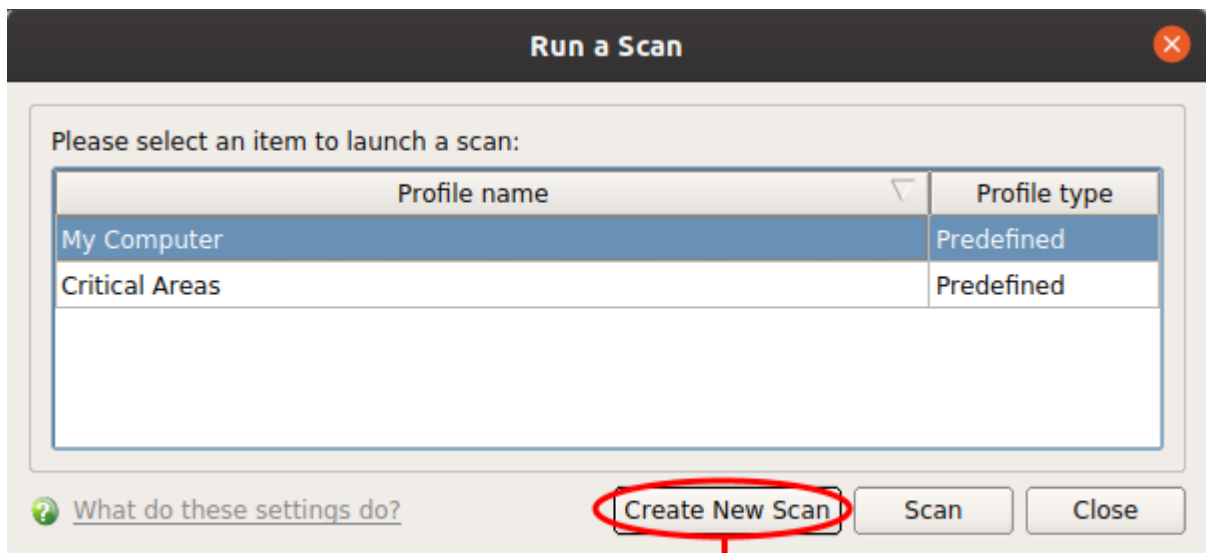 Run a Scan
Please select an item to launch a scan:
Profile name Profile type
My Computer Predefined
Critical Areas Predefined
What do these settings do? Create New Scan Scan Close